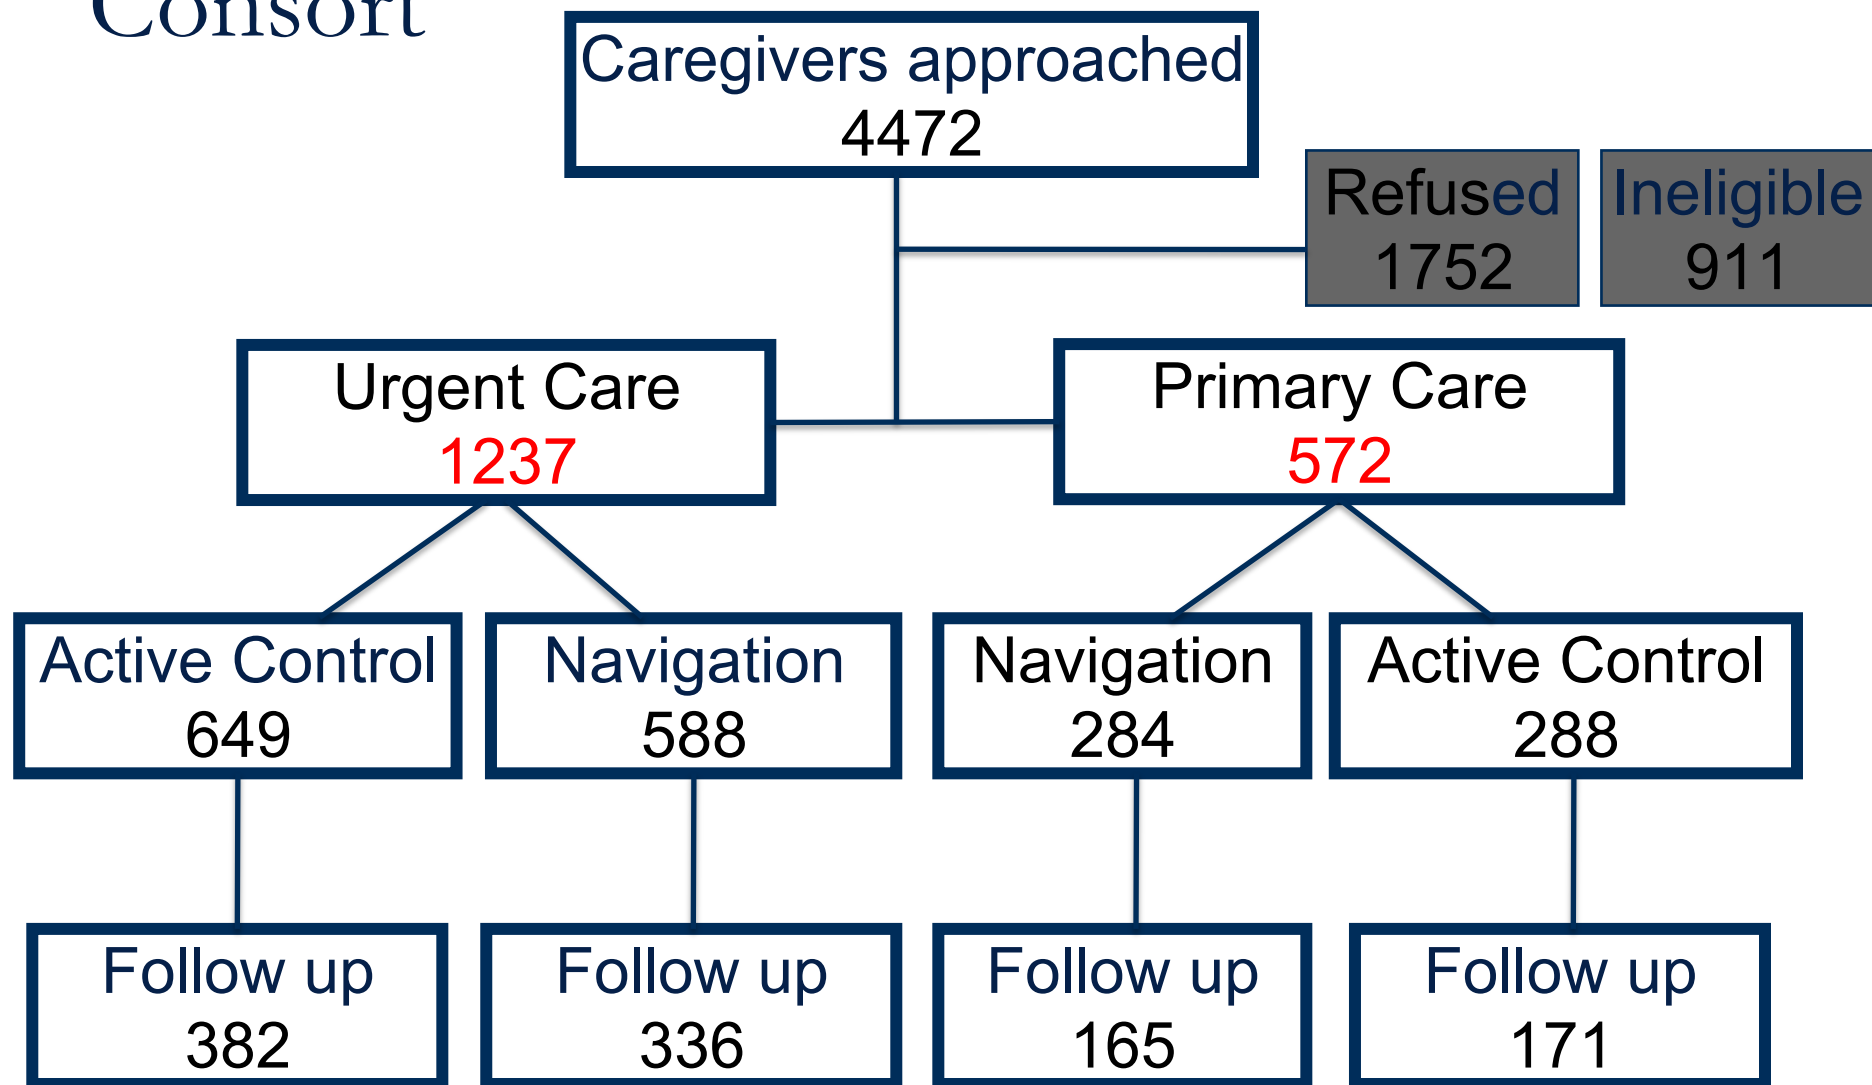 Consort
Caregivers approached
4472
Refused
1752
Ineligible
911
Urgent Care
1237
Primary Care
572
Active Control
649
Navigation
588
Navigation
284
Active Control
288
Follow up
382
Follow up
336
Follow up
165
Follow up
171